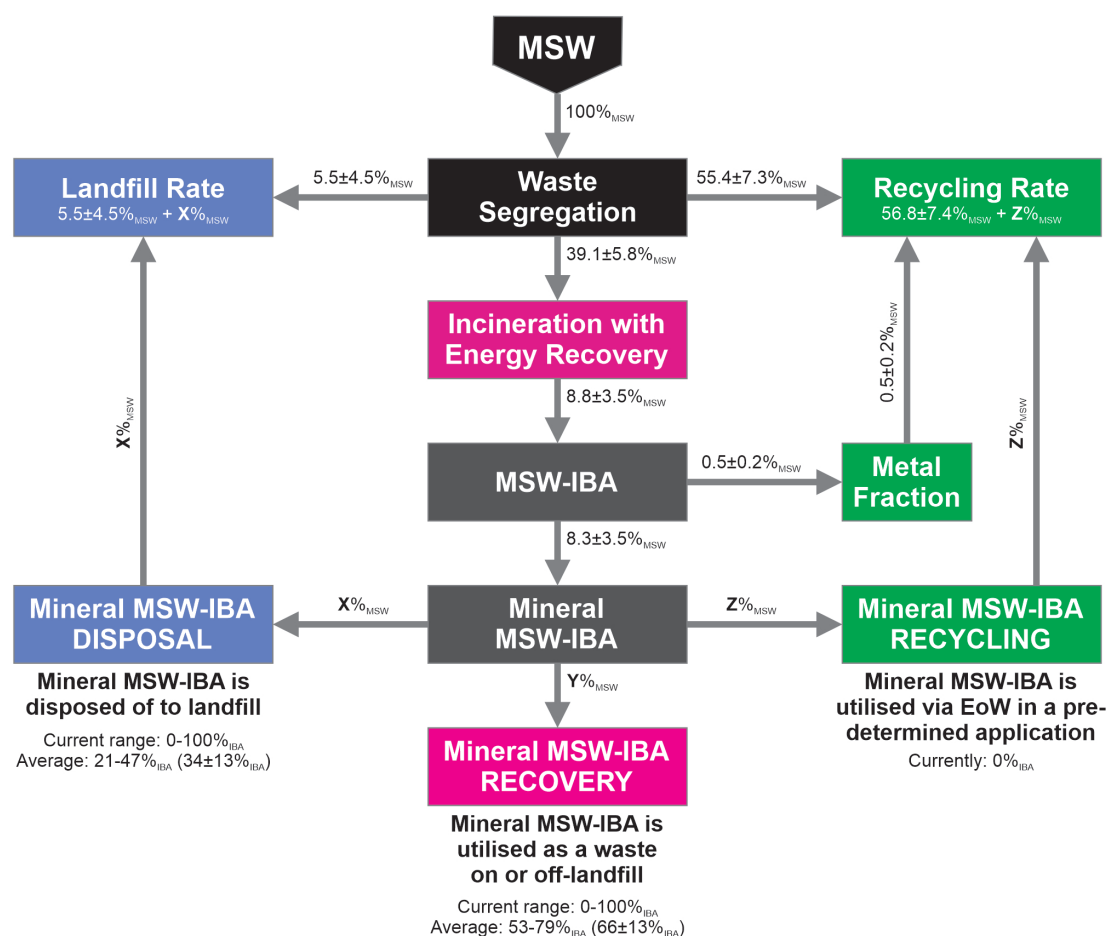 MSW
100%MSW
Landfill Rate
5.5±4.5%MSW + X%MSW
5.5±4.5%MSW
Waste
Segregation
55.4±7.3%MSW
Recycling Rate
56.8±7.4%MSW + Z%MSW
39.1±5.8%MSW
Incineration with
Energy Recovery
8.8±3.5%MSW
0.5±0.2%MSW
X%MSW
Z%MSW
MSW-IBA
0.5±0.2%MSW
Metal
Fraction
8.3±3.5%MSW
Mineral MSW-IBA
DISPOSAL
X%MSW
Mineral
MSW-IBA
Z%MSW
Mineral MSW-IBA
RECYCLING
Mineral MSW-IBA is
disposed of to landfill
Current range: 0-100%IBA
Average: 21-47%IBA (34±13%IBA)
Y%MSW
Mineral MSW-IBA is
utilised via EoW in a pre-
determined application
Currently: 0%IBA
Mineral MSW-IBA
RECOVERY
Mineral MSW-IBA is
utilised as a waste
on or off-landfill
Current range: 0-100%IBA
Average: 53-79%IBA (66±13%IBA)